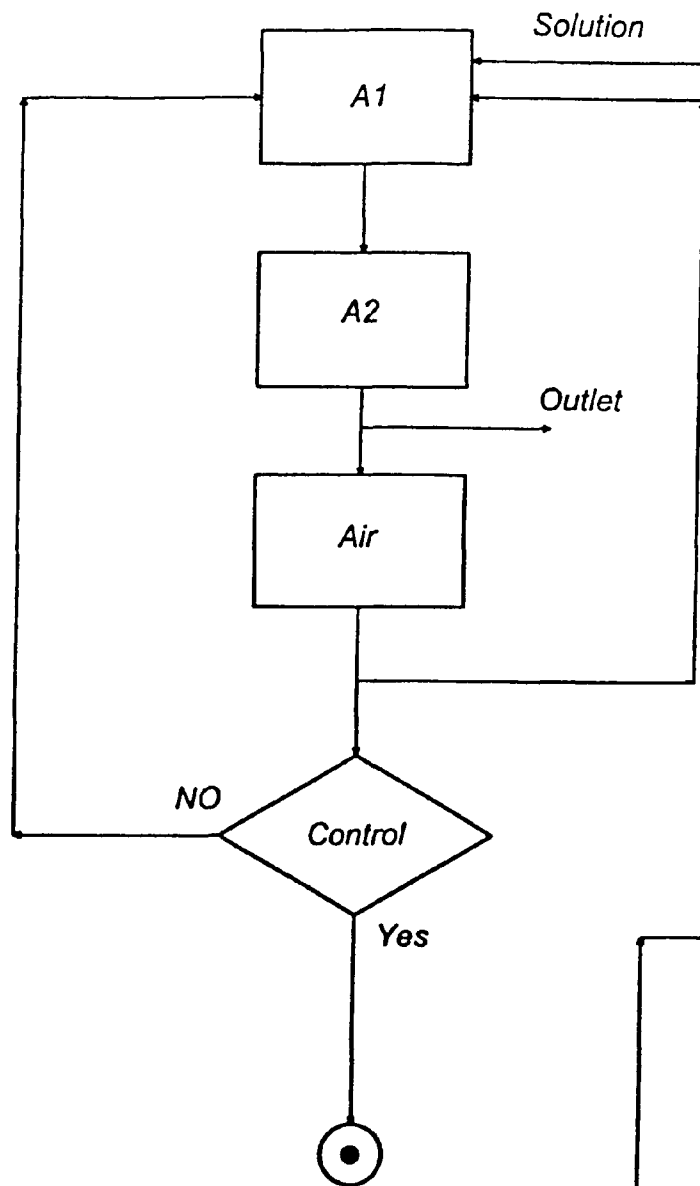 Solution
A1
A2
Outlet
Air
NO
Control
Yes